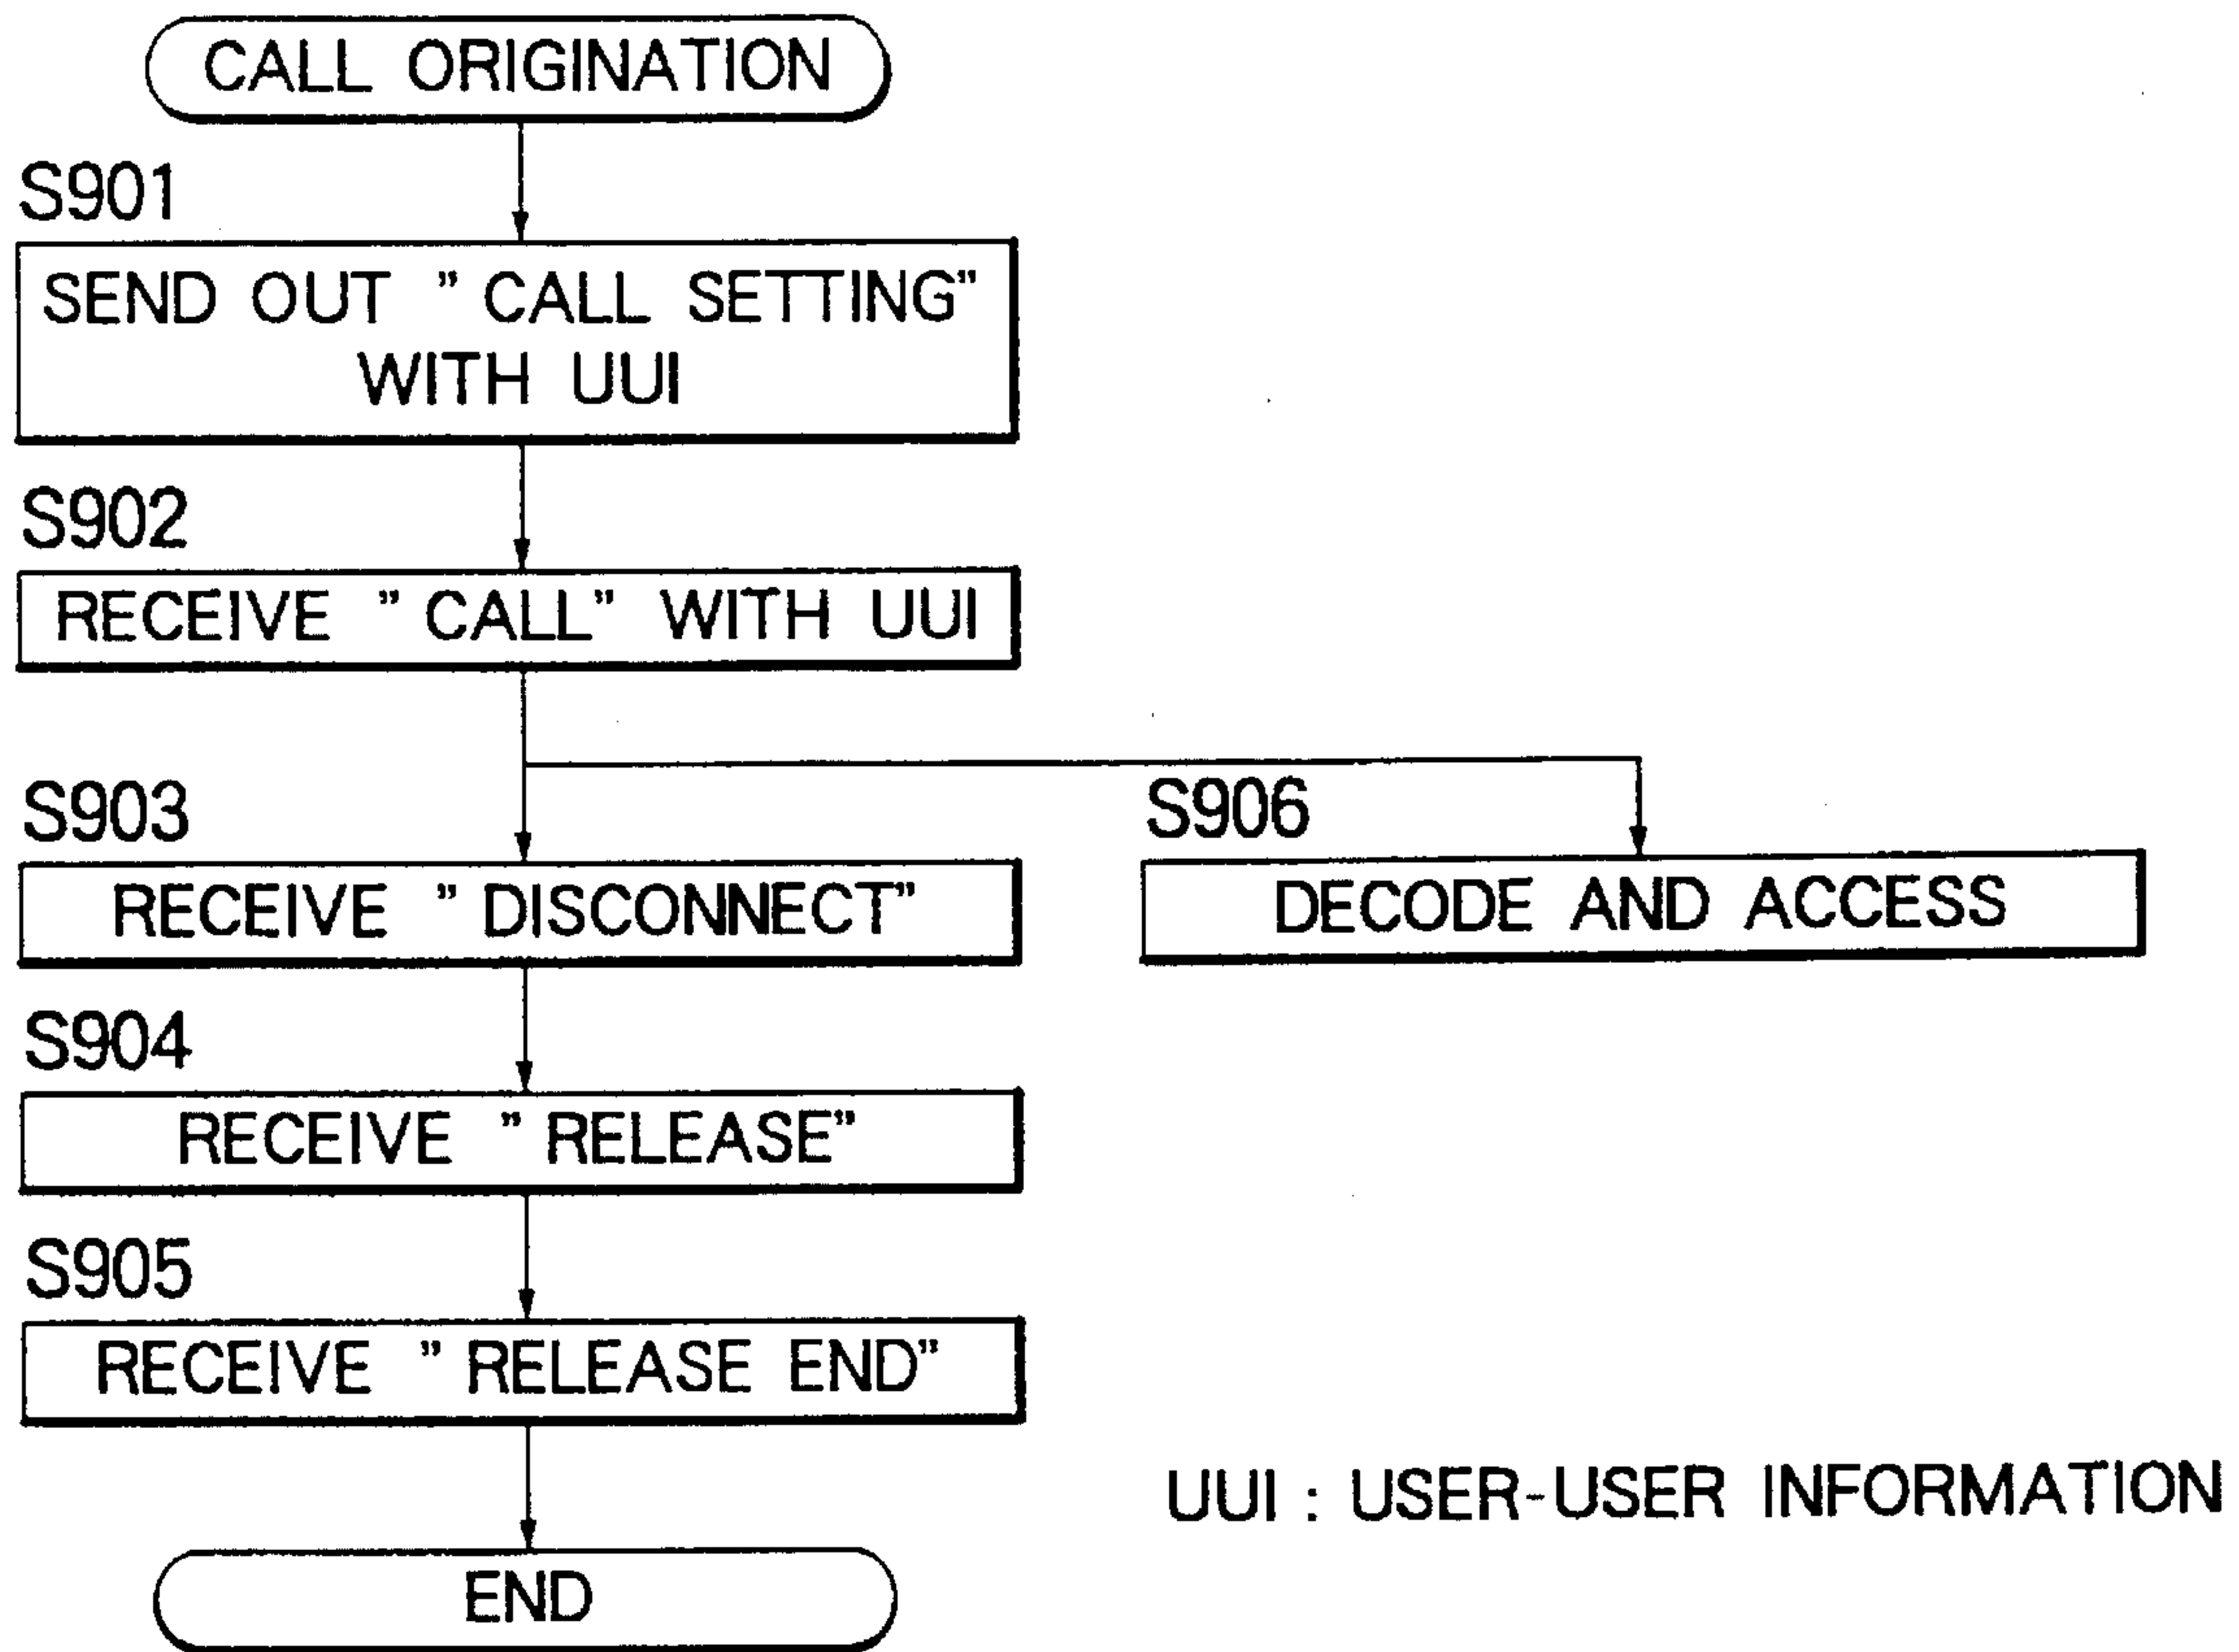 CALL ORIGINATION
S901
SEND OUT " CALL SETTING"
WITH UUI
S902
RECEIVE " CALL" WITH UUI
S903
RECEIVE " DISCONNECT"
S906
DECODE AND ACCESS
S904
RECEIVE " RELEASE"
S905
RECEIVE " RELEASE END"
UUI : USER-USER INFORMATION
END